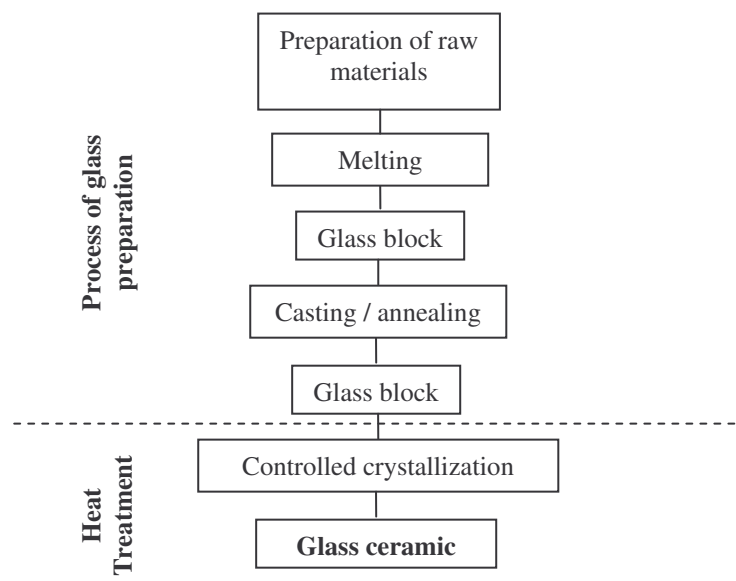 Preparation of raw
materials
Melting
Glass block
Casting / annealing
Glass block
Process of glass
preparation
Controlled crystallization
Glass ceramic
Heat
Treatment